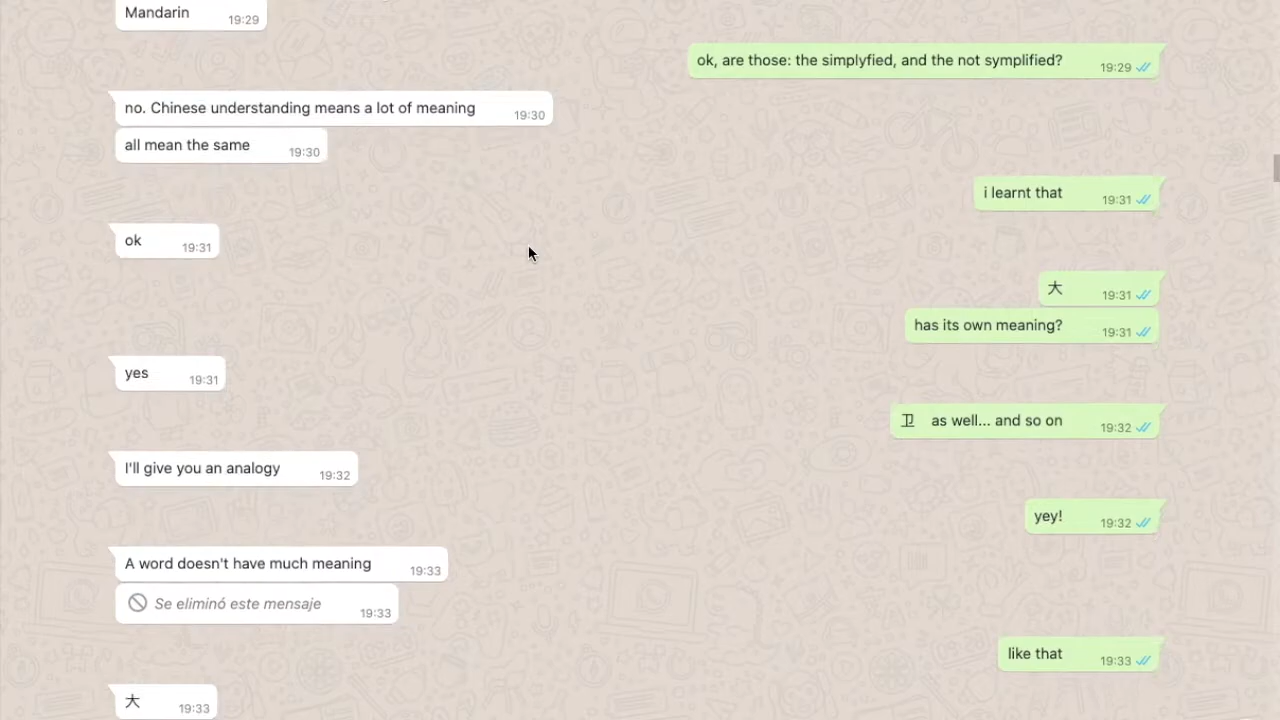 Mandarin 19:29
ok, are those: the simplyfied, and the not symplified? 19:29
no. Chinese understanding means a lot of meaning 19:30
all mean the same 19:30
i learnt that 19:31
ok 19:31
大 19:31
has its own meaning? 19:31
yes 19:31
卫 as well... and so on 19:32
I'll give you an analogy 19:32
yey! 19:32
A word doesn't have much meaning 19:33
Se eliminó este mensaje 19:33
like that 19:33
大 19:33